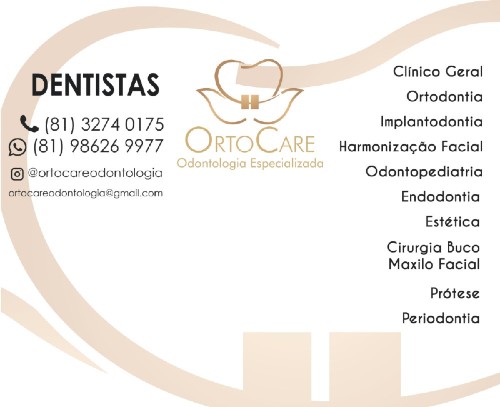 DENTISTAS
(81) 3274 0175
(81) 98626 9977
@ortocareodontologia
ortocareodontologia@gmail.com
ORTOCARE
Odontologia Especializada
Clínico Geral
Ortodontia
Implantodontia
Harmonização Facial
Odontopediatria
Endodontia
Estética
Cirurgia Buco
Maxilo Facial
Prótese
Periodontia